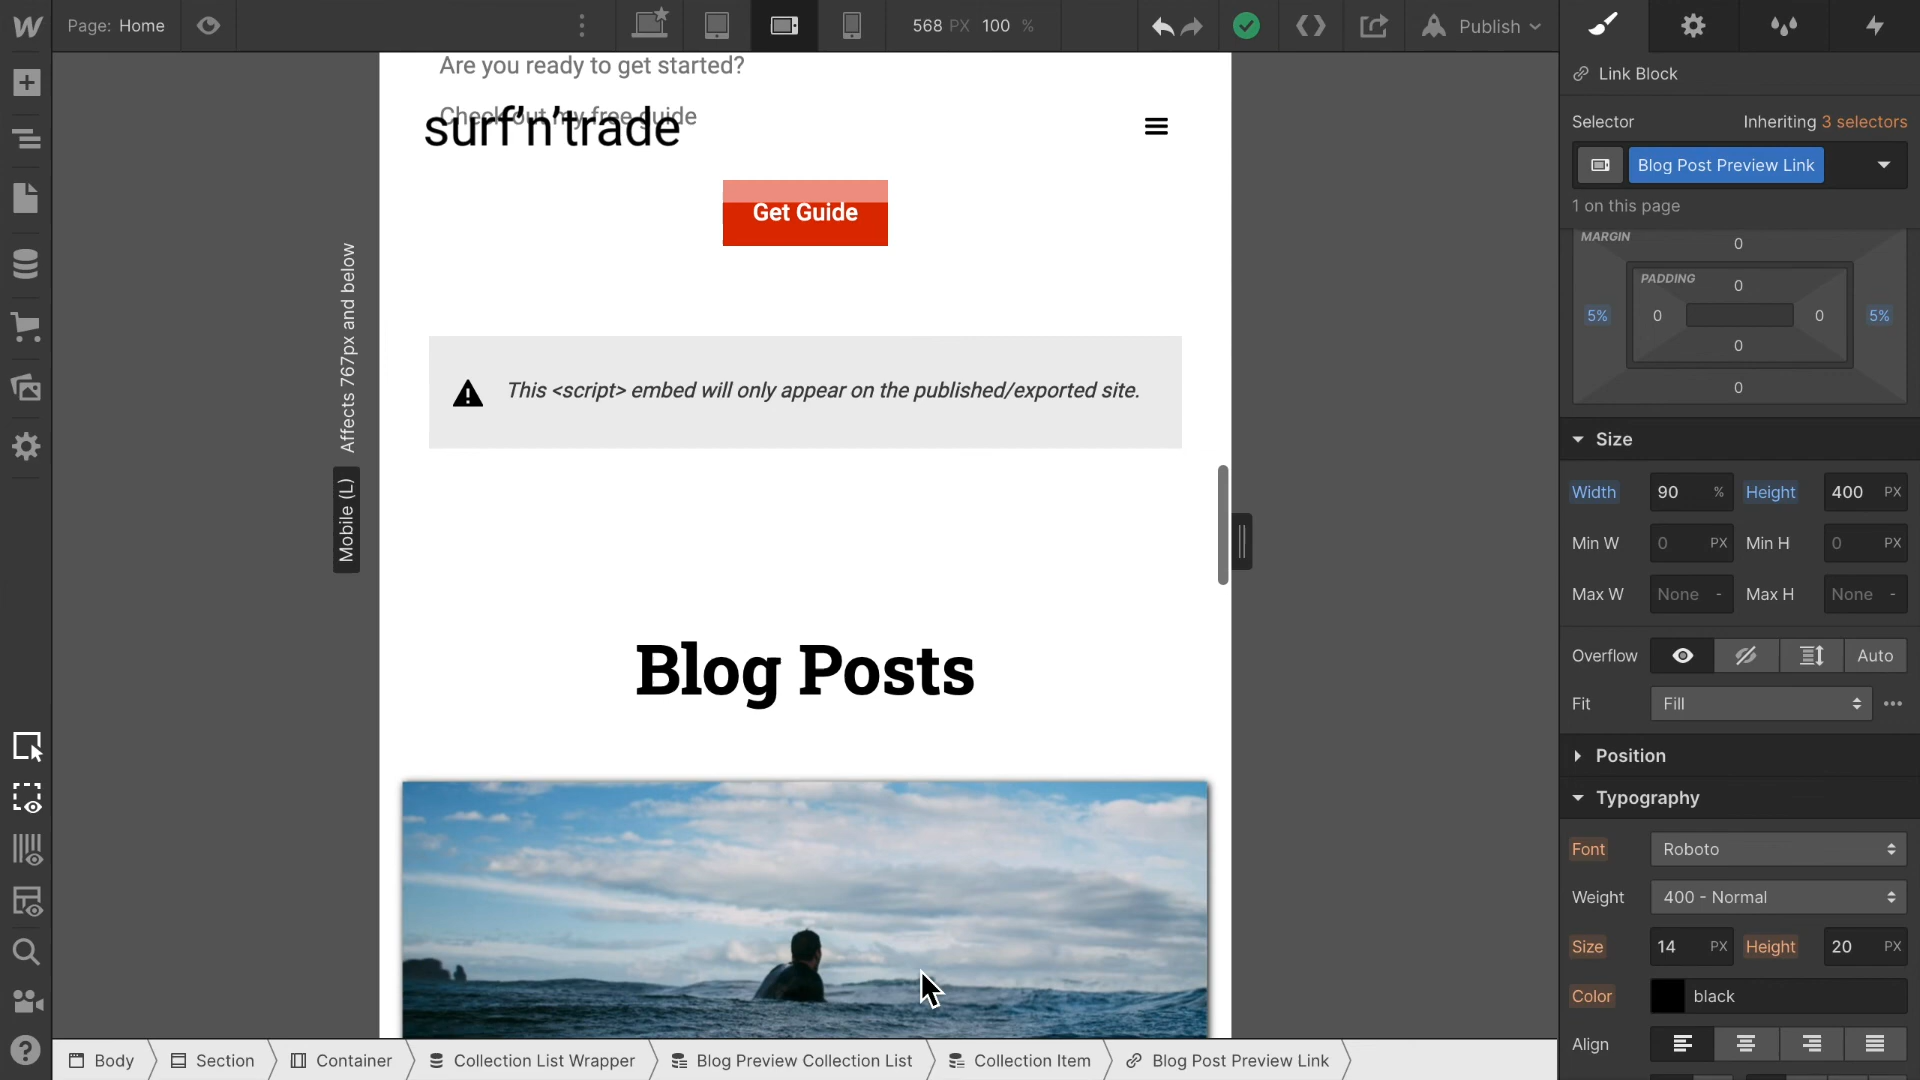 Page: Home
568 PX 100 %
Publish
Are you ready to get started?
Check out my free guide
surf'n'trade
Get Guide
This <script> embed will only appear on the published/exported site.
Affects 767px and below
Mobile (L)
Blog Posts
Link Block
Selector
Inheriting 3 selectors
Blog Post Preview Link
1 on this page
MARGIN
0
PADDING
0
5% 0 0 5%
0
0
Size
Width 90 % Height 400 PX
Min W 0 PX Min H 0 PX
Max W None - Max H None -
Overflow Auto
Fit Fill
Position
Typography
Font Roboto
Weight 400 - Normal
Size 14 PX Height 20 PX
Color black
Align
Body Section Container Collection List Wrapper Blog Preview Collection List Collection Item Blog Post Preview Link